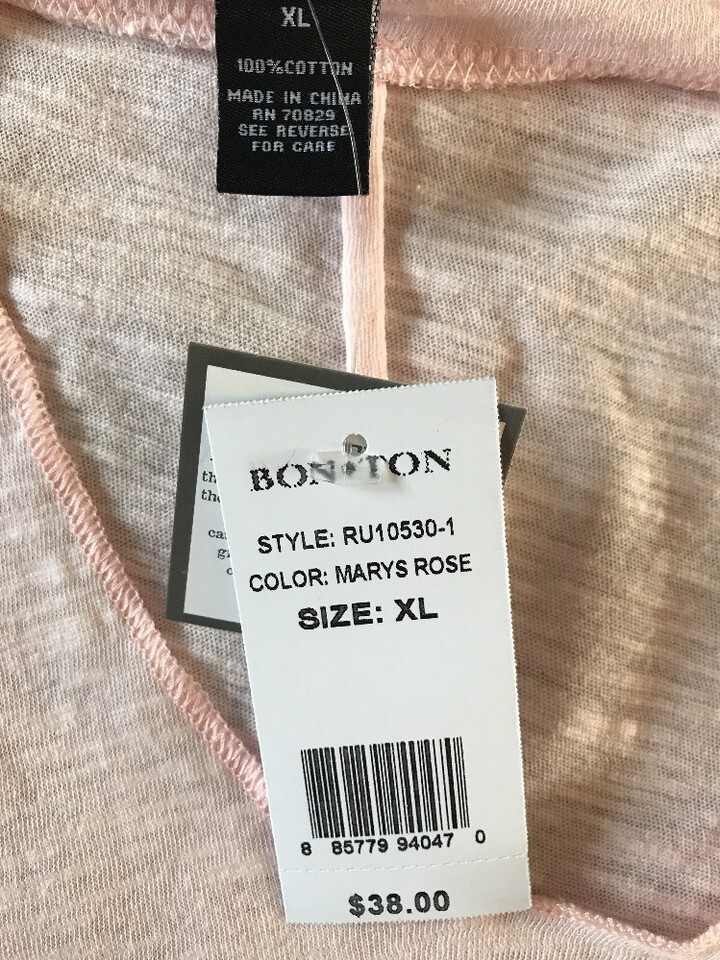 XL
100%COTTON
MADE IN CHINA
RN 70829
SEE REVERSE
FOR CARE
BON•TON
STYLE: RU10530-1
COLOR: MARYS ROSE
SIZE: XL
8 85779 94047 0
$38.00